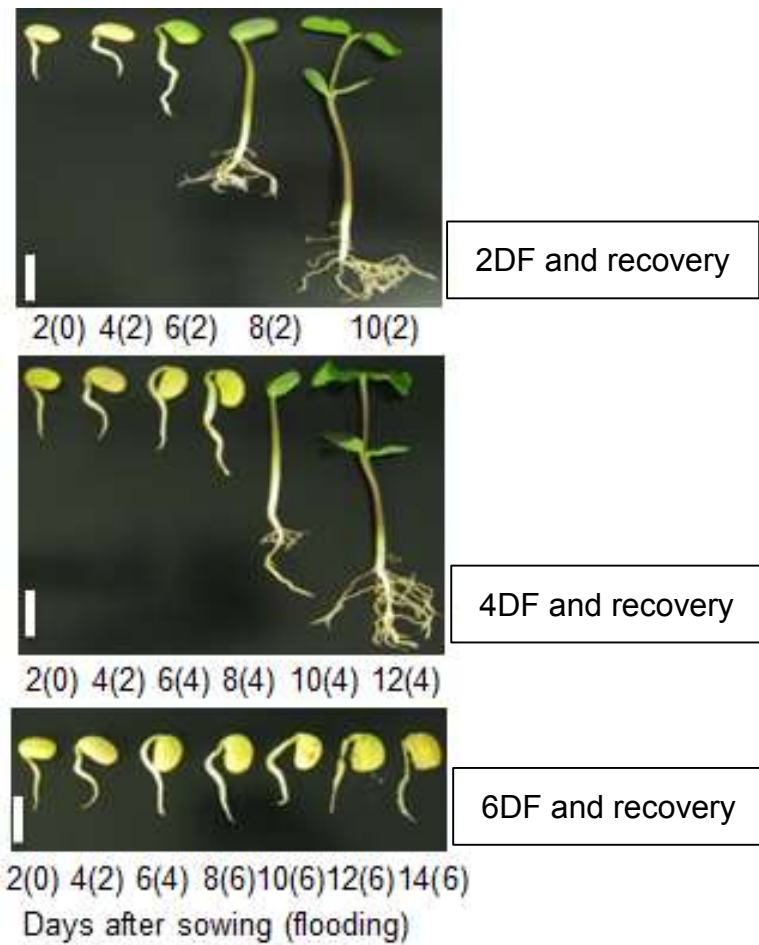 2DF and recovery
2(0) 4(2) 6(2) 8(2) 10(2)
4DF and recovery
2(0) 4(2) 6(4) 8(4) 10(4) 12(4)
6DF and recovery
2(0) 4(2) 6(4) 8(6) 10(6) 12(6) 14(6)
Days after sowing (flooding)